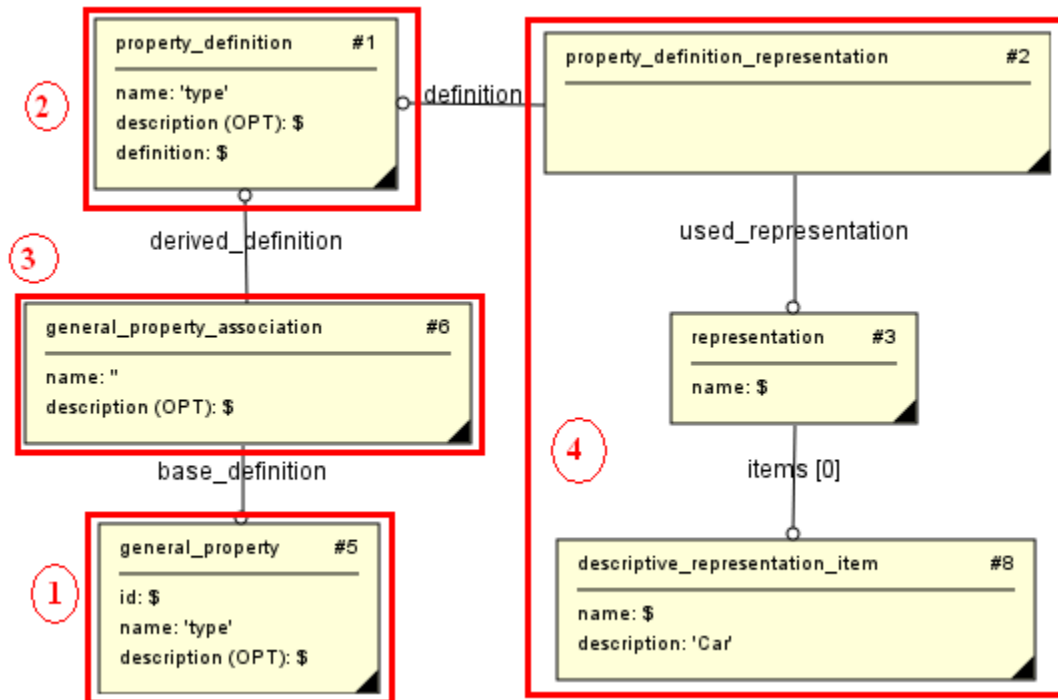 property_definition #1
name: 'type'
description (OPT): $
definition: $
2
definition
property_definition_representation #2
derived_definition
3
used_representation
general_property_association #6
name: ''
description (OPT): $
representation #3
name: $
4
base_definition
items [0]
general_property #5
id: $
name: 'type'
description (OPT): $
1
descriptive_representation_item #8
name: $
description: 'Car'